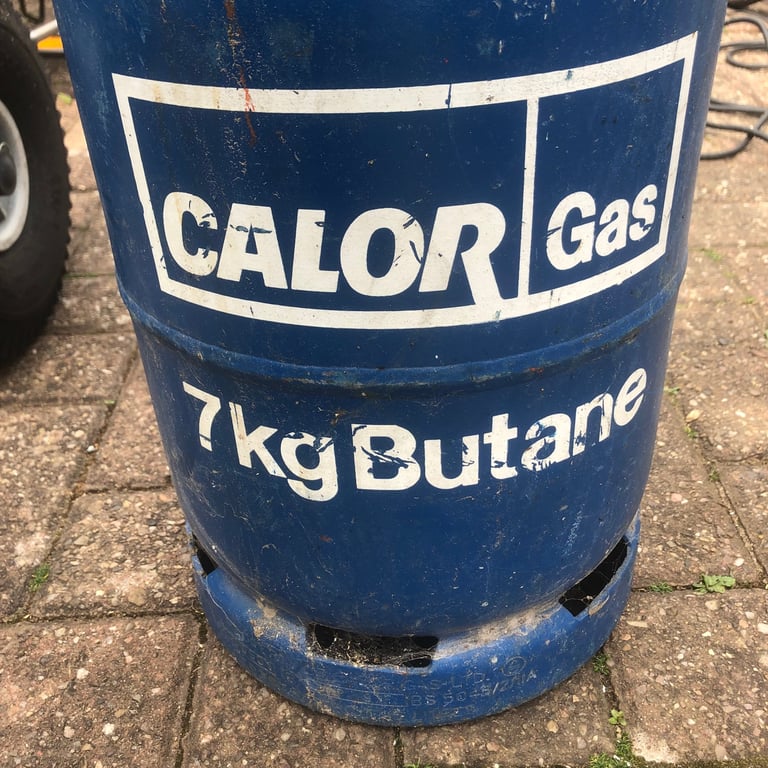 CALOR Gas
7kg Butane